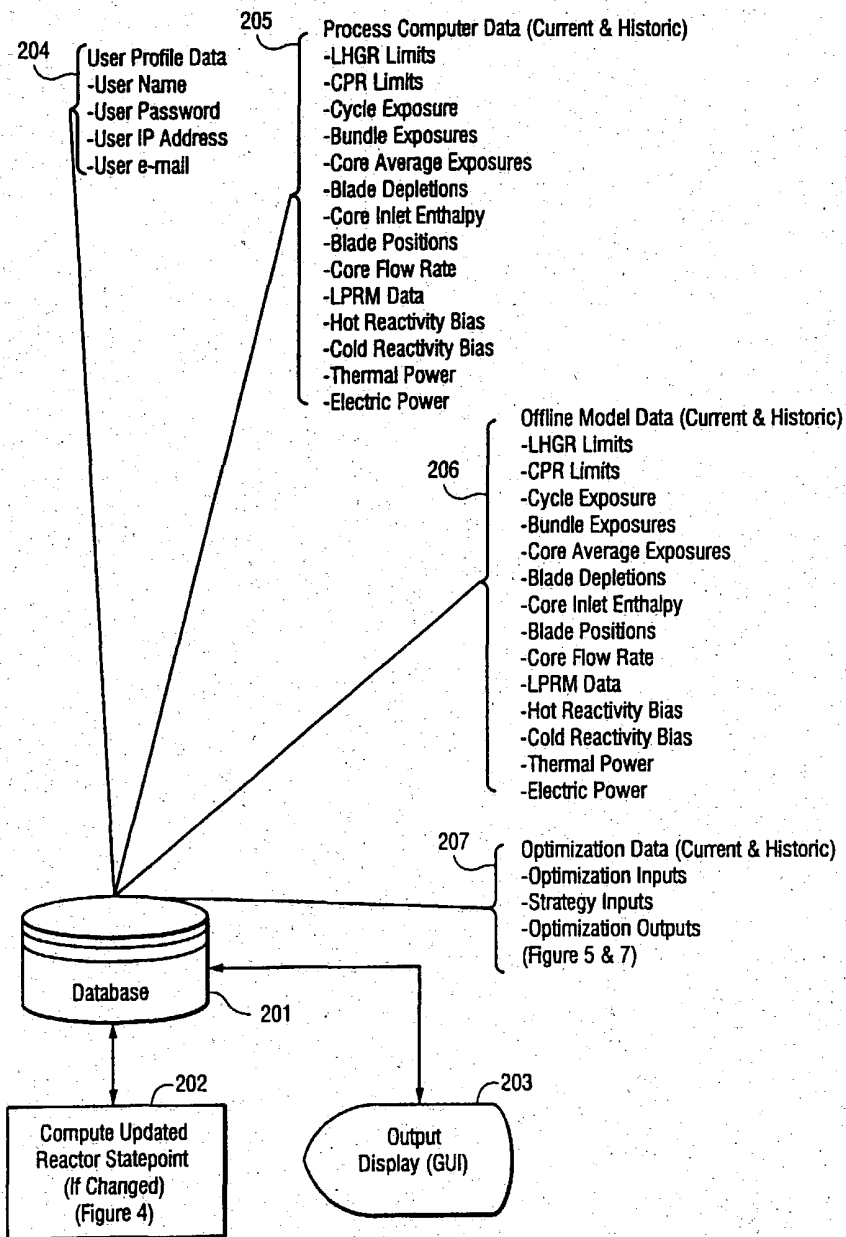 204
User Profile Data
-User Name
-User Password
-User IP Address
-User e-mail
205
Process Computer Data (Current & Historic)
-LHGR Limits
-CPR Limits
-Cycle Exposure
-Bundle Exposures
-Core Average Exposures
-Blade Depletions
-Core Inlet Enthalpy
-Blade Positions
-Core Flow Rate
-LPRM Data
-Hot Reactivity Bias
-Cold Reactivity Bias
-Thermal Power
-Electric Power
206
Offline Model Data (Current & Historic)
-LHGR Limits
-CPR Limits
-Cycle Exposure
-Bundle Exposures
-Core Average Exposures
-Blade Depletions
-Core Inlet Enthalpy
-Blade Positions
-Core Flow Rate
-LPRM Data
-Hot Reactivity Bias
-Cold Reactivity Bias
-Thermal Power
-Electric Power
207
Optimization Data (Current & Historic)
-Optimization Inputs
-Strategy Inputs
-Optimization Outputs
(Figure 5 & 7)
Database
201
202
Compute Updated
Reactor Statepoint
(If Changed)
(Figure 4)
203
Output
Display (GUI)